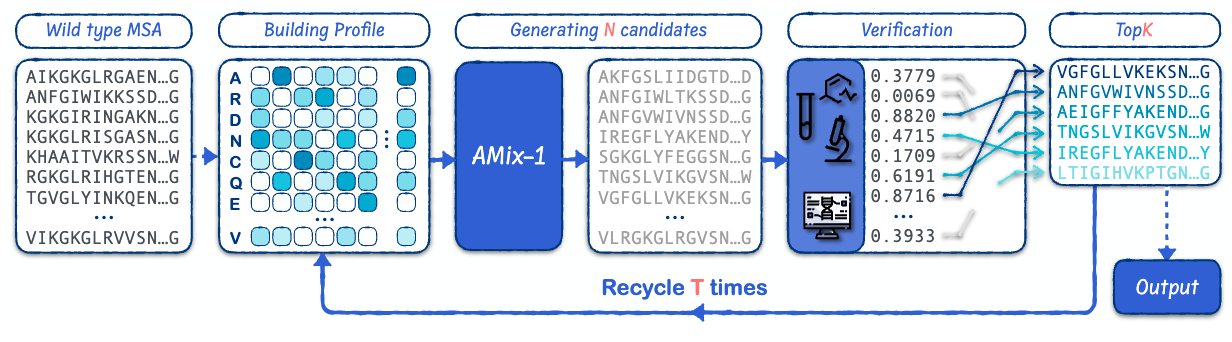 Wild type MSA
AIKGKGLRGAEN...G
ANFGIWIKKSSD...G
KGKGIRINGAKN...G
KGKGLRISGASN...G
KHAAITVKRSSN...W
RGKGLRIHGTEN...G
TGVGLYINKQEN...G
...
VIKGKGLRVVSN...G
Building Profile
A
R
D
N
C
Q
E
...
V
Generating N candidates
AMix-1
AKFGSLIIDGTD...D
ANFGIWLTKSSD...G
ANFGVWIVNSSD...G
IREGFLYAKEND...Y
SGKGLYFEGGSN...G
TNGSLVIKGVSN...W
VGFGLLVKEKSN...G
...
VLRGKGLRGVSN...G
Verification
0.3779
0.0069
0.8820
0.4715
0.1709
0.6191
0.8716
...
0.3933
TopK
VGFGLLVKEKSN...G
ANFGVWIVNSSD...G
AEIGFFYAKEND...G
TNGSLVIKGVSN...W
IREGFLYAKEND...Y
LTIGIHVKPTGN...G
Output
Recycle T times